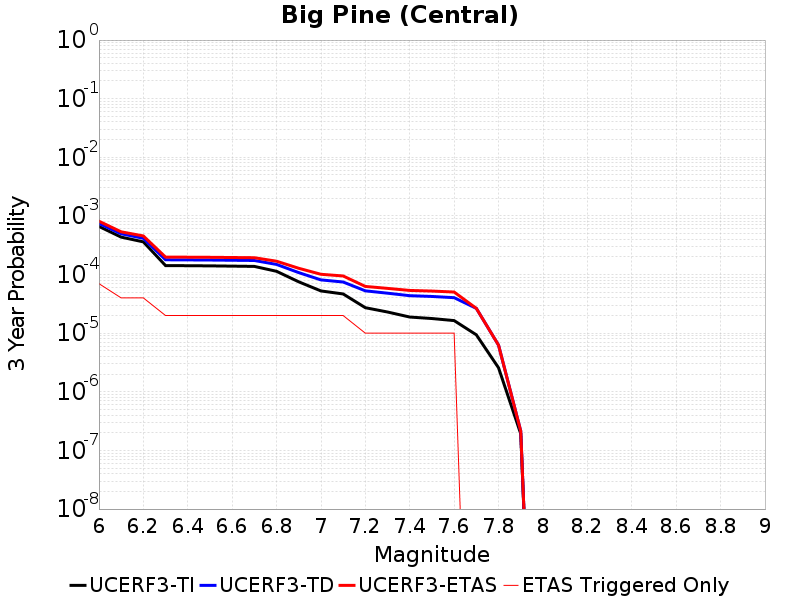 Big Pine (Central)
3 Year Probability
10^0
10^-1
10^-2
10^-3
10^-4
10^-5
10^-6
10^-7
10^-8
6 6.2 6.4 6.6 6.8 7 7.2 7.4 7.6 7.8 8 8.2 8.4 8.6 8.8 9
Magnitude
UCERF3-TI UCERF3-TD UCERF3-ETAS ETAS Triggered Only